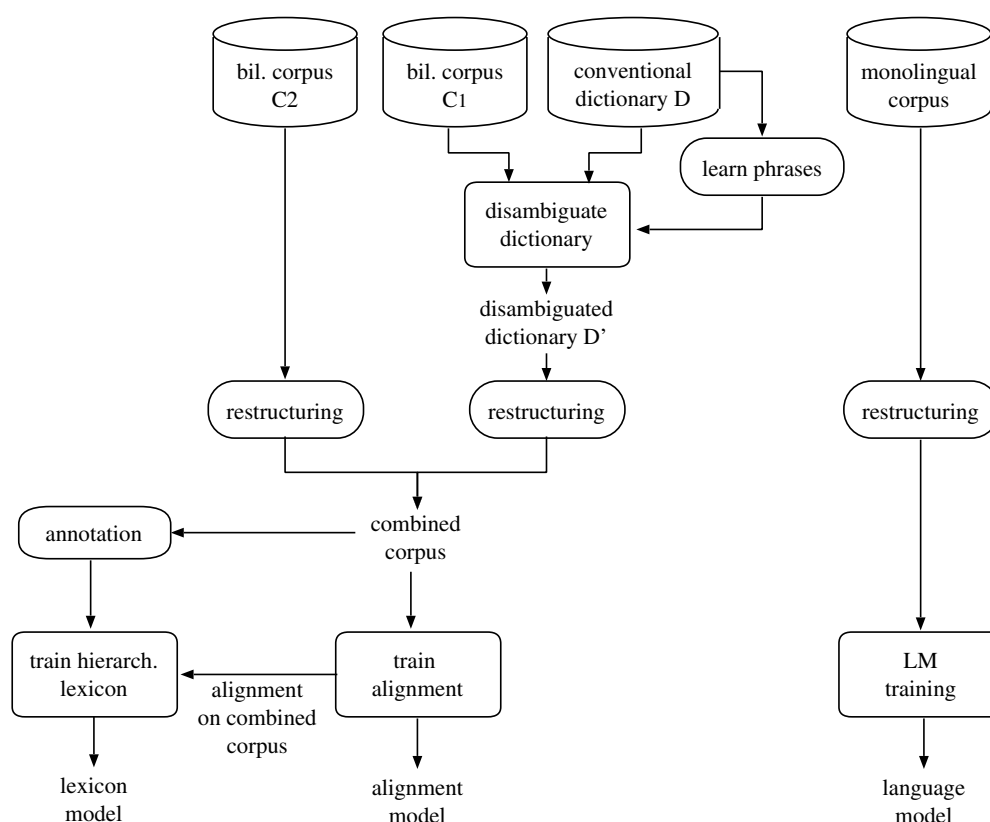 bil. corpus
C2
bil. corpus
C1
conventional
dictionary D
monolingual
corpus
learn phrases
disambiguate
dictionary
disambiguated
dictionary D’
restructuring
restructuring
restructuring
annotation
combined
corpus
train hierarch.
lexicon
alignment
on combined
corpus
train
alignment
LM
training
lexicon
model
alignment
model
language
model